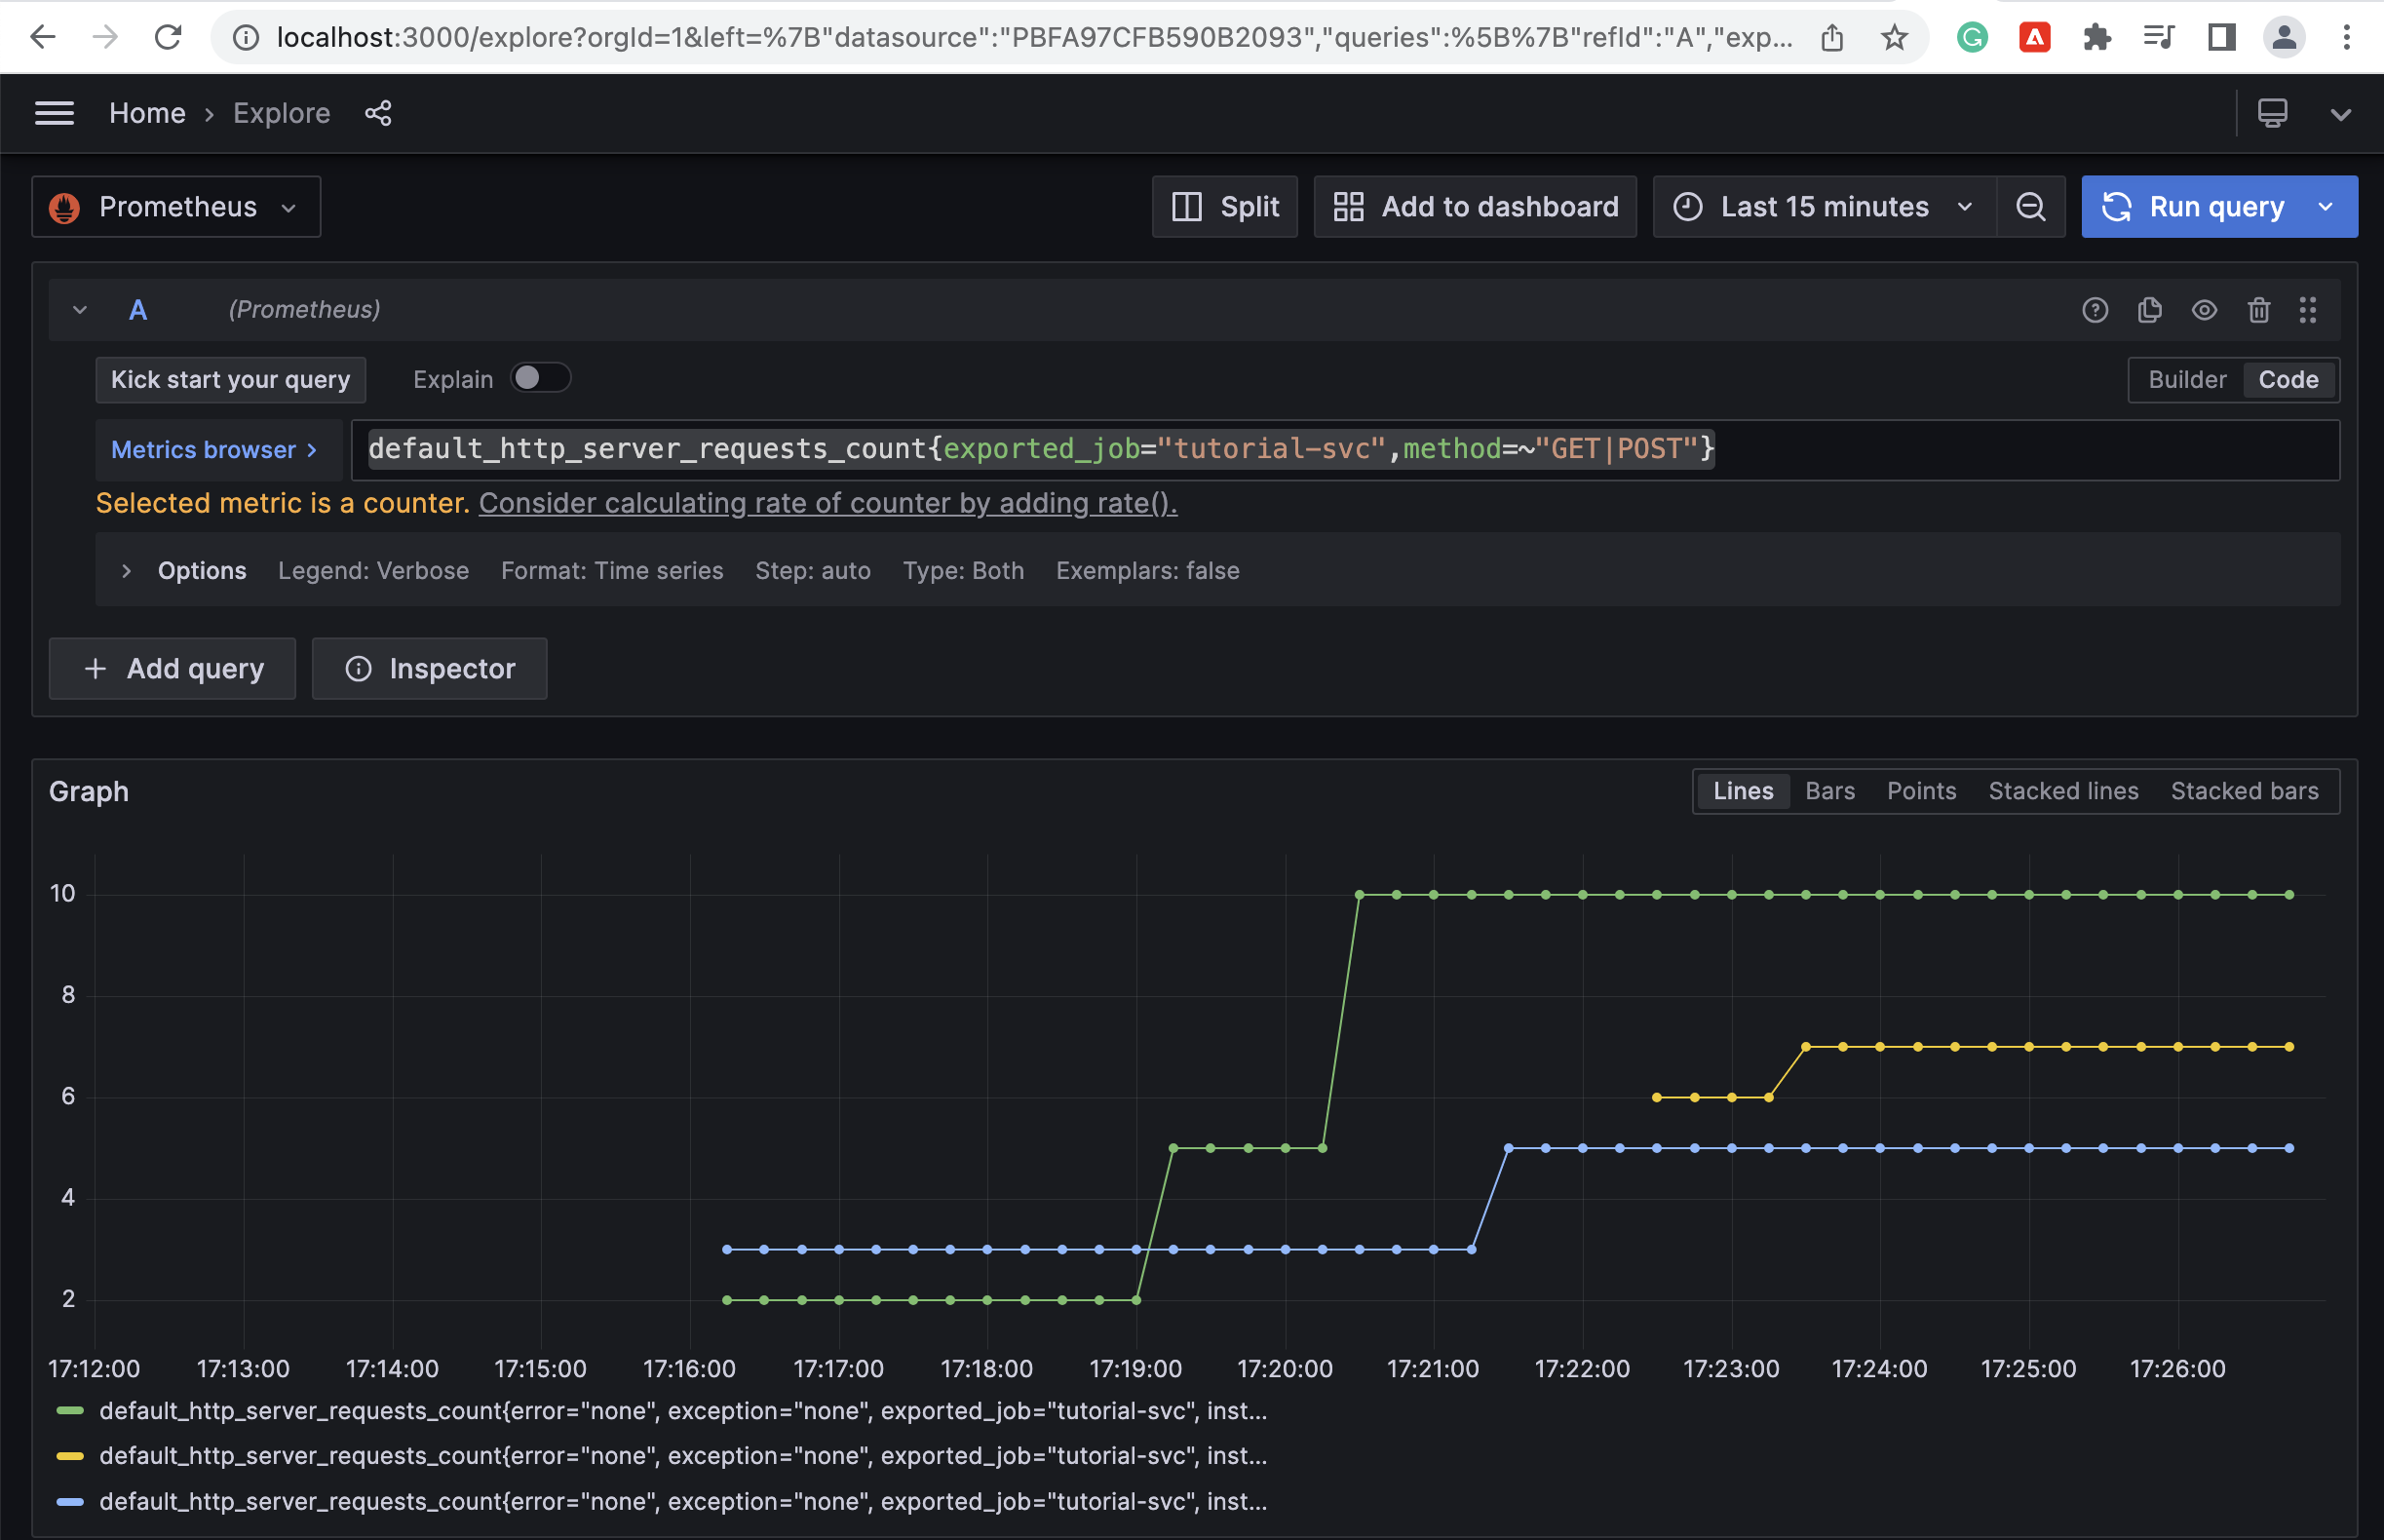 localhost:3000/explore?orgId=1&left=%7B"datasource":"PBFA97CFB590B2093","queries":%5B%7B"refId":"A","exp...
Home › Explore
Prometheus
Split
Add to dashboard
Last 15 minutes
Run query
A (Prometheus)
Kick start your query
Explain
Builder
Code
Metrics browser >
default_http_server_requests_count{exported_job="tutorial-svc",method=~"GET|POST"}
Selected metric is a counter. Consider calculating rate of counter by adding rate().
Options Legend: Verbose Format: Time series Step: auto Type: Both Exemplars: false
+ Add query
Inspector
Graph
Lines Bars Points Stacked lines Stacked bars
10
8
6
4
2
17:12:00 17:13:00 17:14:00 17:15:00 17:16:00 17:17:00 17:18:00 17:19:00 17:20:00 17:21:00 17:22:00 17:23:00 17:24:00 17:25:00 17:26:00
default_http_server_requests_count{error="none", exception="none", exported_job="tutorial-svc", inst...
default_http_server_requests_count{error="none", exception="none", exported_job="tutorial-svc", inst...
default_http_server_requests_count{error="none", exception="none", exported_job="tutorial-svc", inst...